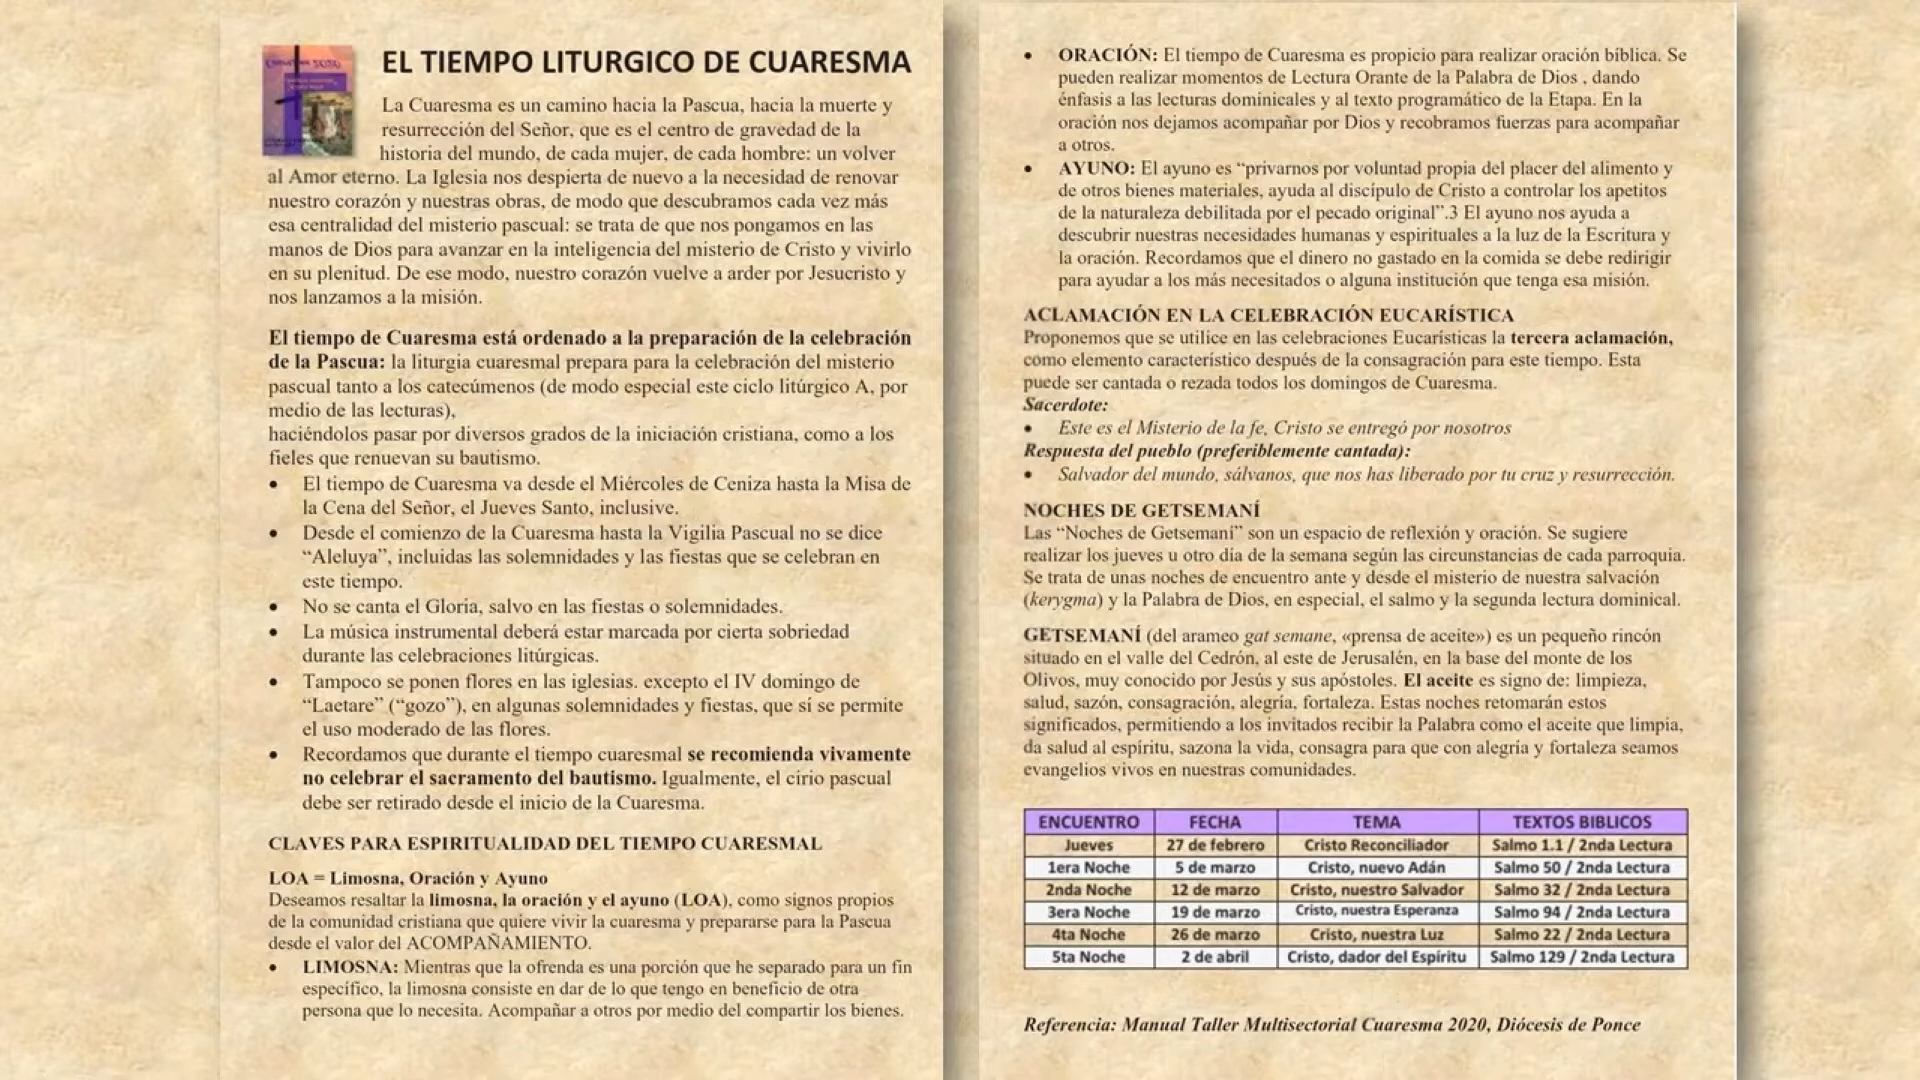 EL TIEMPO LITURGICO DE CUARESMA
La Cuaresma es un camino hacia la Pascua, hacia la muerte y
resurrección del Señor, que es el centro de gravedad de la
historia del mundo, de cada mujer, de cada hombre: un volver
al Amor eterno. La Iglesia nos despierta de nuevo a la necesidad de renovar
nuestro corazón y nuestras obras, de modo que descubramos cada vez más
esa centralidad del misterio pascual: se trata de que nos pongamos en las
manos de Dios para avanzar en la inteligencia del misterio de Cristo y vivirlo
en su plenitud. De ese modo, nuestro corazón vuelve a arder por Jesucristo y
nos lanzamos a la misión.
El tiempo de Cuaresma está ordenado a la preparación de la celebración
de la Pascua: la liturgia cuaresmal prepara para la celebración del misterio
pascual tanto a los catecúmenos (de modo especial este ciclo litúrgico A, por
medio de las lecturas),
haciéndolos pasar por diversos grados de la iniciación cristiana, como a los
fieles que renuevan su bautismo.
• El tiempo de Cuaresma va desde el Miércoles de Ceniza hasta la Misa de
la Cena del Señor, el Jueves Santo, inclusive.
• Desde el comienzo de la Cuaresma hasta la Vigilia Pascual no se dice
“Aleluya”, incluidas las solemnidades y las fiestas que se celebran en
este tiempo.
• No se canta el Gloria, salvo en las fiestas o solemnidades.
• La música instrumental deberá estar marcada por cierta sobriedad
durante las celebraciones litúrgicas.
• Tampoco se ponen flores en las iglesias. excepto el IV domingo de
“Laetare” (“gozo”), en algunas solemnidades y fiestas, que sí se permite
el uso moderado de las flores.
• Recordamos que durante el tiempo cuaresmal se recomienda vivamente
no celebrar el sacramento del bautismo. Igualmente, el cirio pascual
debe ser retirado desde el inicio de la Cuaresma.
CLAVES PARA ESPIRITUALIDAD DEL TIEMPO CUARESMAL
LOA = Limosna, Oración y Ayuno
Deseamos resaltar la limosna, la oración y el ayuno (LOA), como signos propios
de la comunidad cristiana que quiere vivir la cuaresma y prepararse para la Pascua
desde el valor del ACOMPAÑAMIENTO.
• LIMOSNA: Mientras que la ofrenda es una porción que he separado para un fin
específico, la limosna consiste en dar de lo que tengo en beneficio de otra
persona que lo necesita. Acompañar a otros por medio del compartir los bienes.
• ORACIÓN: El tiempo de Cuaresma es propicio para realizar oración bíblica. Se
pueden realizar momentos de Lectura Orante de la Palabra de Dios , dando
énfasis a las lecturas dominicales y al texto programático de la Etapa. En la
oración nos dejamos acompañar por Dios y recobramos fuerzas para acompañar
a otros.
• AYUNO: El ayuno es “privarnos por voluntad propia del placer del alimento y
de otros bienes materiales, ayuda al discípulo de Cristo a controlar los apetitos
de la naturaleza debilitada por el pecado original”.3 El ayuno nos ayuda a
descubrir nuestras necesidades humanas y espirituales a la luz de la Escritura y
la oración. Recordamos que el dinero no gastado en la comida se debe redirigir
para ayudar a los más necesitados o alguna institución que tenga esa misión.
ACLAMACIÓN EN LA CELEBRACIÓN EUCARÍSTICA
Proponemos que se utilice en las celebraciones Eucarísticas la tercera aclamación,
como elemento característico después de la consagración para este tiempo. Esta
puede ser cantada o rezada todos los domingos de Cuaresma.
Sacerdote:
• Este es el Misterio de la fe, Cristo se entregó por nosotros
Respuesta del pueblo (preferiblemente cantada):
• Salvador del mundo, sálvanos, que nos has liberado por tu cruz y resurrección.
NOCHES DE GETSEMANÍ
Las “Noches de Getsemaní” son un espacio de reflexión y oración. Se sugiere
realizar los jueves u otro día de la semana según las circunstancias de cada parroquia.
Se trata de unas noches de encuentro ante y desde el misterio de nuestra salvación
(kerygma) y la Palabra de Dios, en especial, el salmo y la segunda lectura dominical.
GETSEMANÍ (del arameo gat semane, «prensa de aceite») es un pequeño rincón
situado en el valle del Cedrón, al este de Jerusalén, en la base del monte de los
Olivos, muy conocido por Jesús y sus apóstoles. El aceite es signo de: limpieza,
salud, sazón, consagración, alegría, fortaleza. Estas noches retomarán estos
significados, permitiendo a los invitados recibir la Palabra como el aceite que limpia,
da salud al espíritu, sazona la vida, consagra para que con alegría y fortaleza seamos
evangelios vivos en nuestras comunidades.
ENCUENTRO FECHA TEMA TEXTOS BIBLICOS
Jueves 27 de febrero Cristo Reconciliador Salmo 1.1 / 2nda Lectura
1era Noche 5 de marzo Cristo, nuevo Adán Salmo 50 / 2nda Lectura
2nda Noche 12 de marzo Cristo, nuestro Salvador Salmo 32 / 2nda Lectura
3era Noche 19 de marzo Cristo, nuestra Esperanza Salmo 94 / 2nda Lectura
4ta Noche 26 de marzo Cristo, nuestra Luz Salmo 22 / 2nda Lectura
5ta Noche 2 de abril Cristo, dador del Espíritu Salmo 129 / 2nda Lectura
Referencia: Manual Taller Multisectorial Cuaresma 2020, Diócesis de Ponce